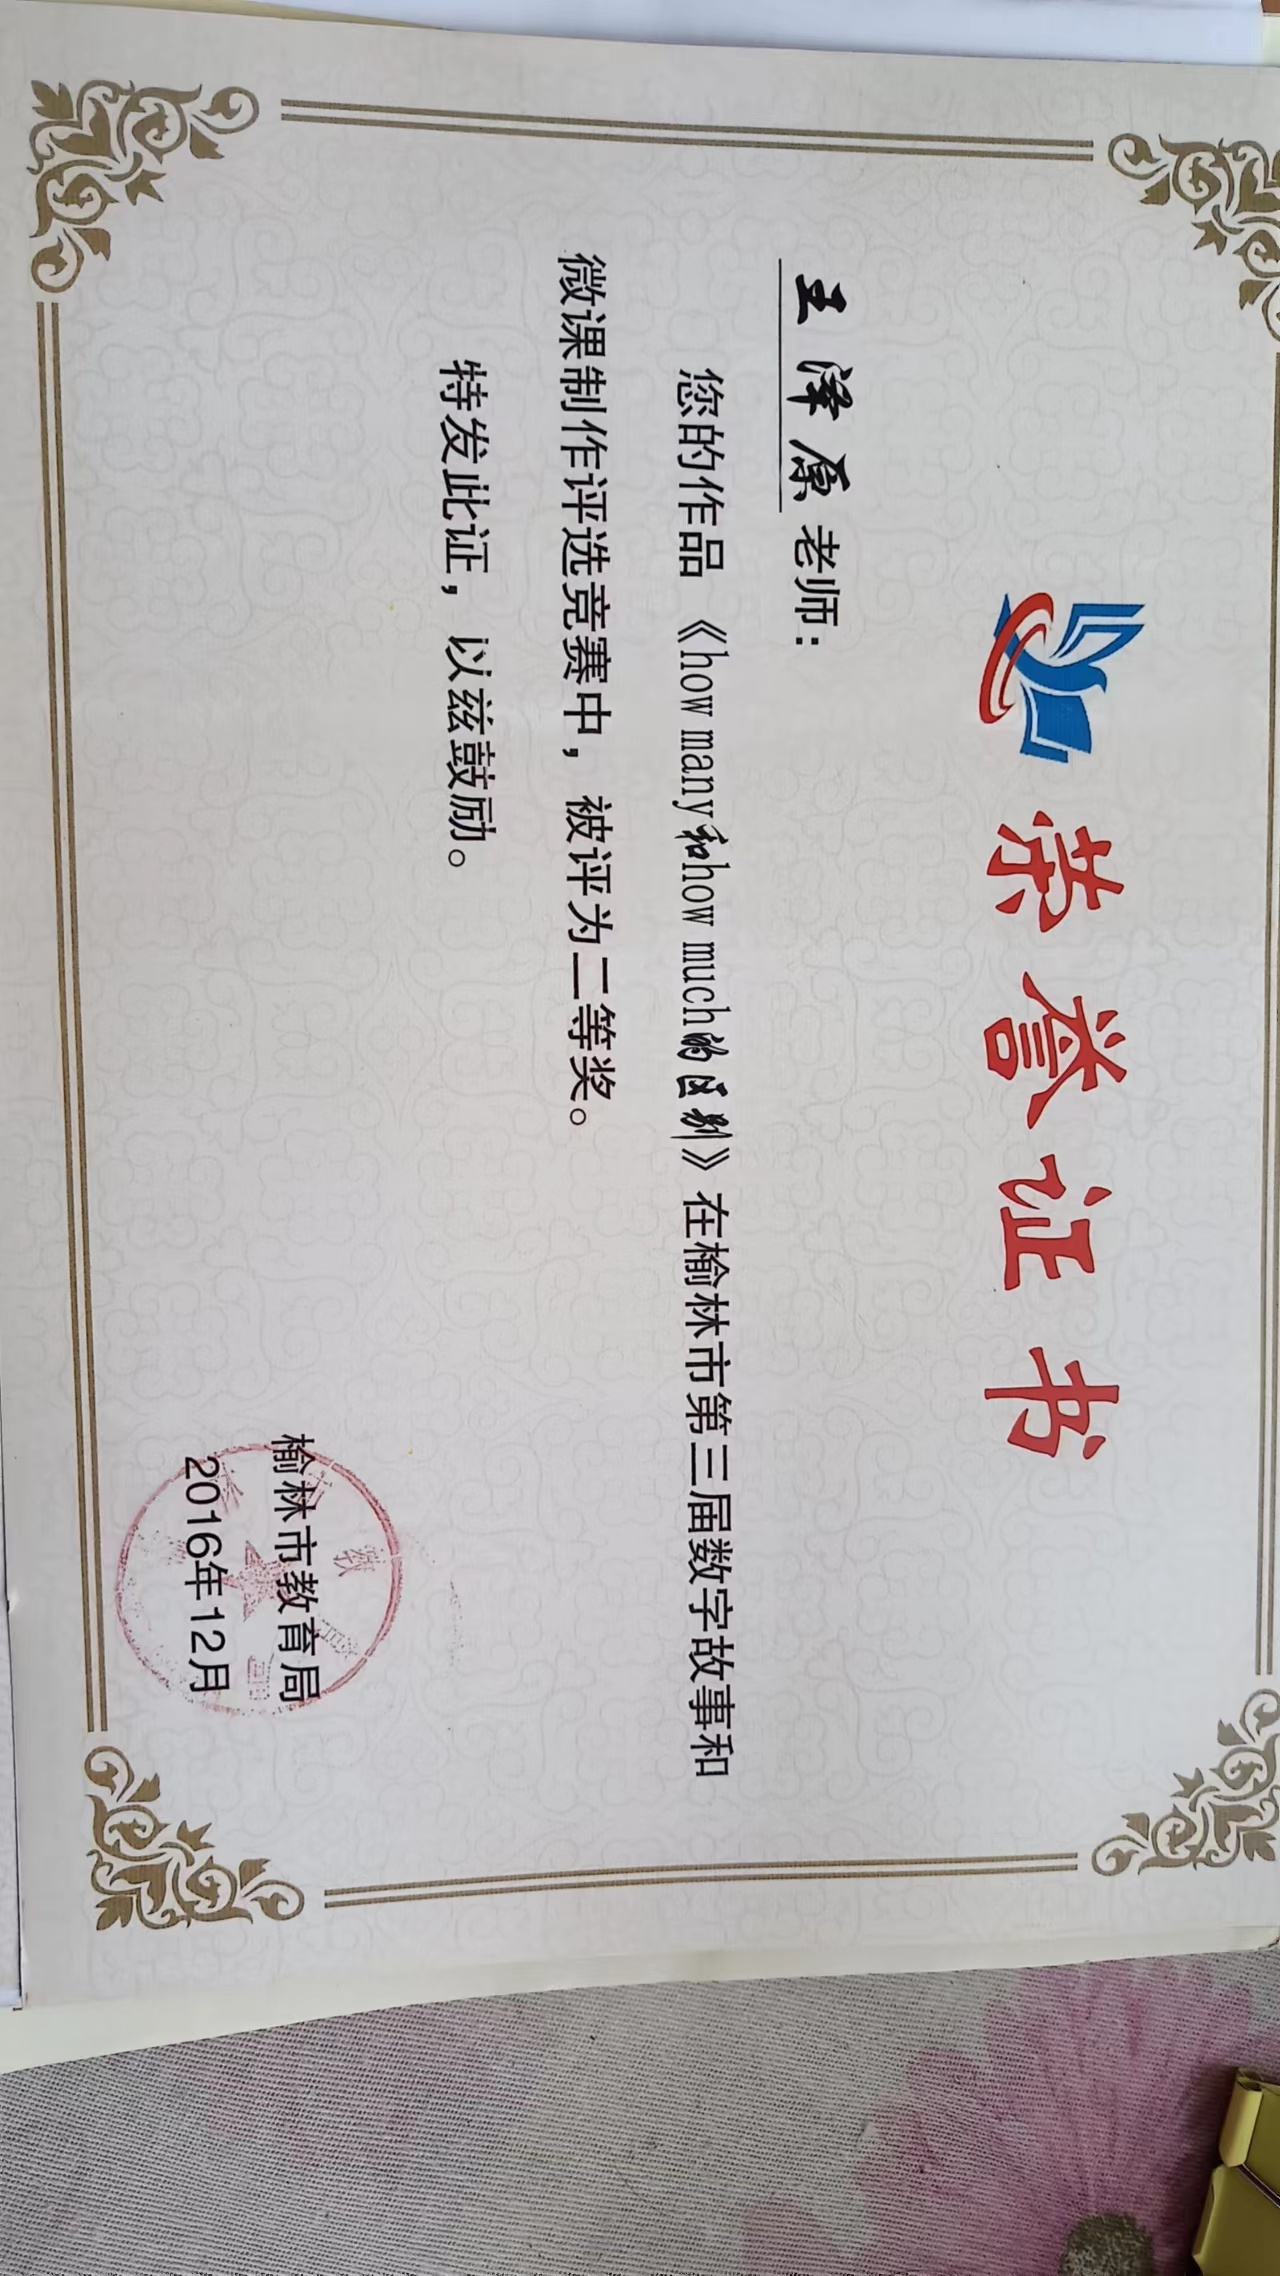 荣誉证书
王泽原老师：
您的作品《how many和how much的区别》在榆林市第三届数字故事和
微课制作评选竞赛中，被评为二等奖。
特发此证，以兹鼓励。
榆林市教育局
2016年12月